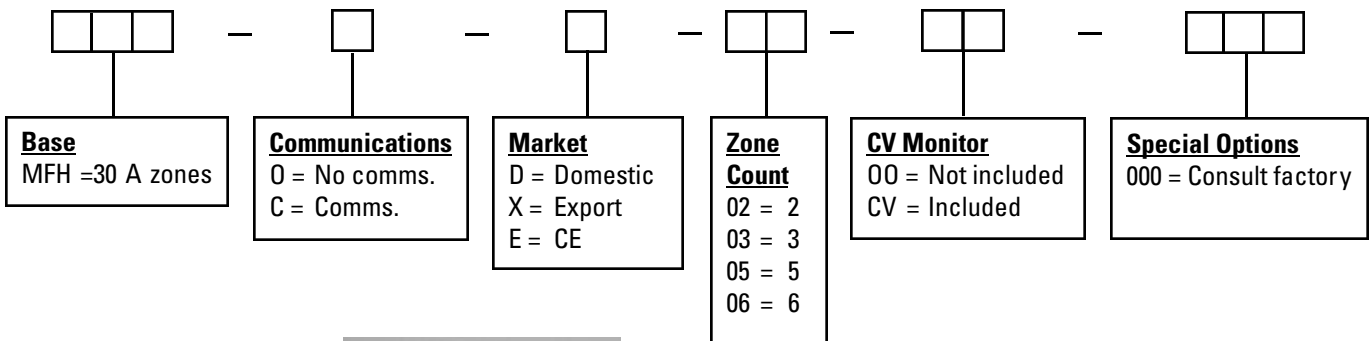 Base
MFH =30 A zones
Communications
O = No comms.
C = Comms.
Market
D = Domestic
X = Export
E = CE
Zone
Count
02 = 2
03 = 3
05 = 5
06 = 6
CV Monitor
OO = Not included
CV = Included
Special Options
000 = Consult factory